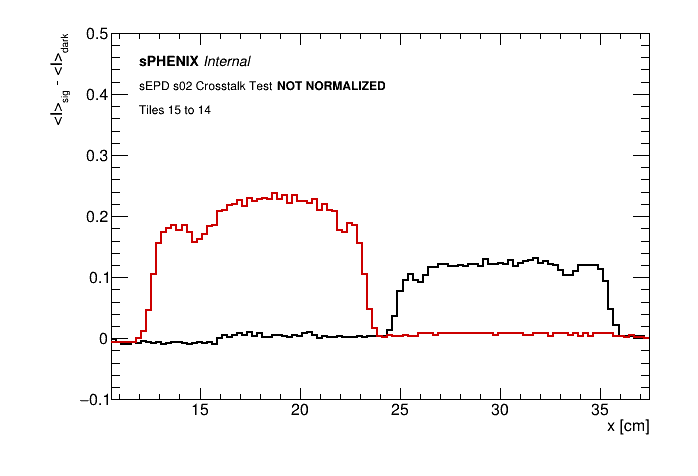 0.5
<I>sig - <I>dark
sPHENIX Internal
sEPD s02 Crosstalk Test NOT NORMALIZED
Tiles 15 to 14
0.4
0.3
0.2
0.1
0
−0.1
15 20 25 30 35
x [cm]